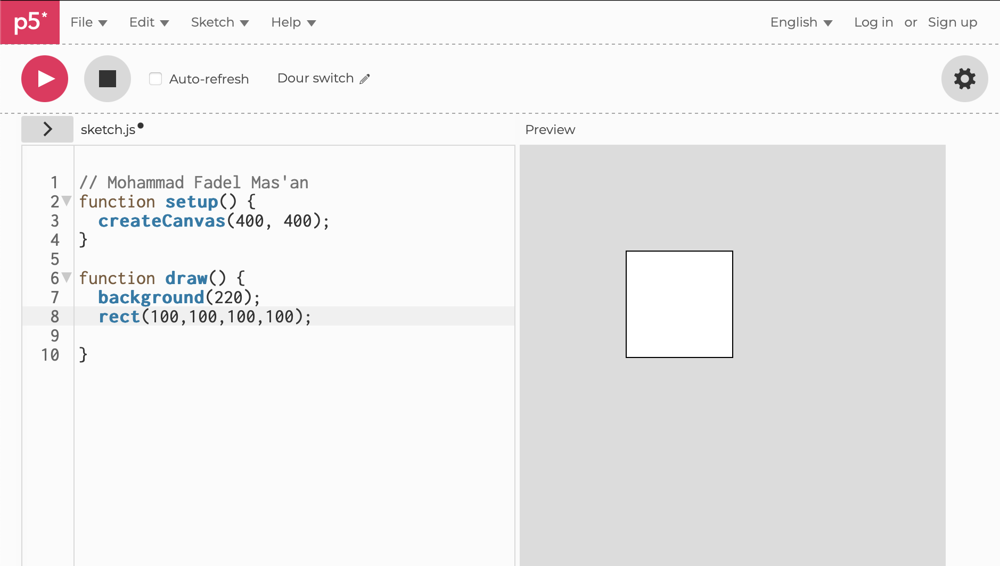 p5* File Edit Sketch Help English Log in or Sign up
Auto-refresh Dour switch
sketch.js Preview
1 // Mohammad Fadel Mas'an
2 function setup() {
3 createCanvas(400, 400);
4 }
5
6 function draw() {
7 background(220);
8 rect(100,100,100,100);
9
10 }